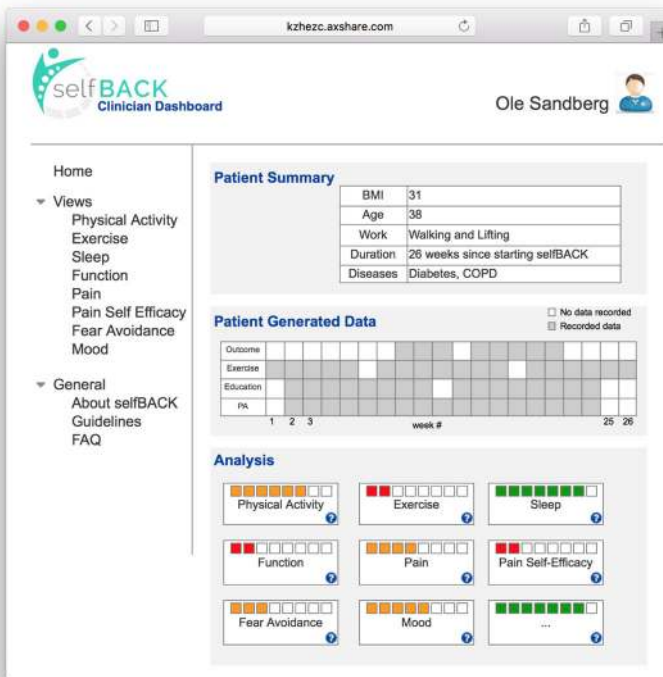 kzhezc.axshare.com
selfBACK
Clinician Dashboard
Ole Sandberg
Home
Views
Physical Activity
Exercise
Sleep
Function
Pain
Pain Self Efficacy
Fear Avoidance
Mood
General
About selfBACK
Guidelines
FAQ
Patient Summary
BMI 31
Age 38
Work Walking and Lifting
Duration 26 weeks since starting selfBACK
Diseases Diabetes, COPD
Patient Generated Data
No data recorded
Recorded data
Outcome
Exercise
Education
PA
1 2 3 week # 25 26
Analysis
Physical Activity ? Exercise ? Sleep ?
Function ? Pain ? Pain Self-Efficacy ?
Fear Avoidance ? Mood ? ... ?